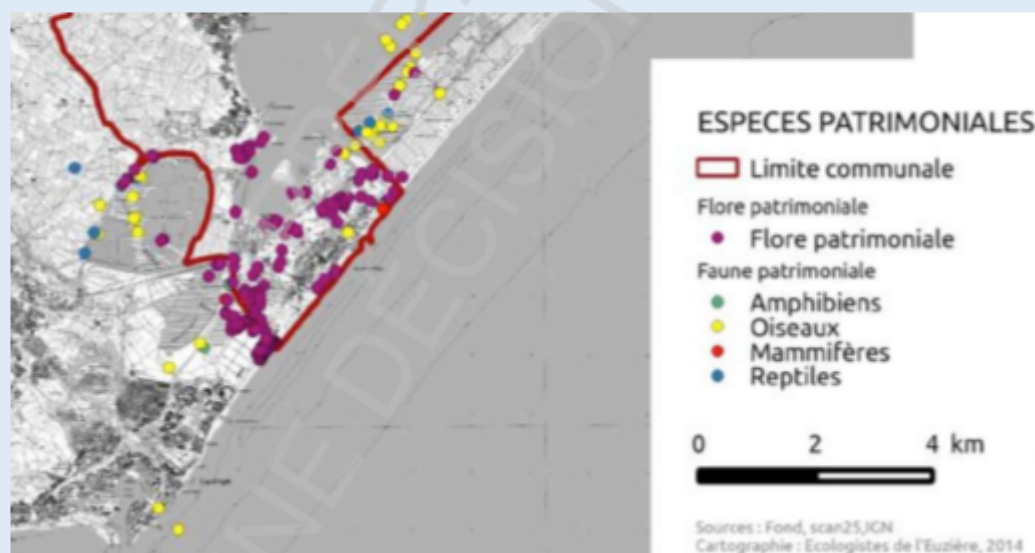 ESPECES PATRIMONIALES
Limite communale
Flore patrimoniale
Flore patrimoniale
Faune patrimoniale
Amphibiens
Oiseaux
Mammifères
Reptiles
0 2 4 km
Sources : Fond, scan25,IGN
Cartographie : Ecologistes de l'Euzière, 2014